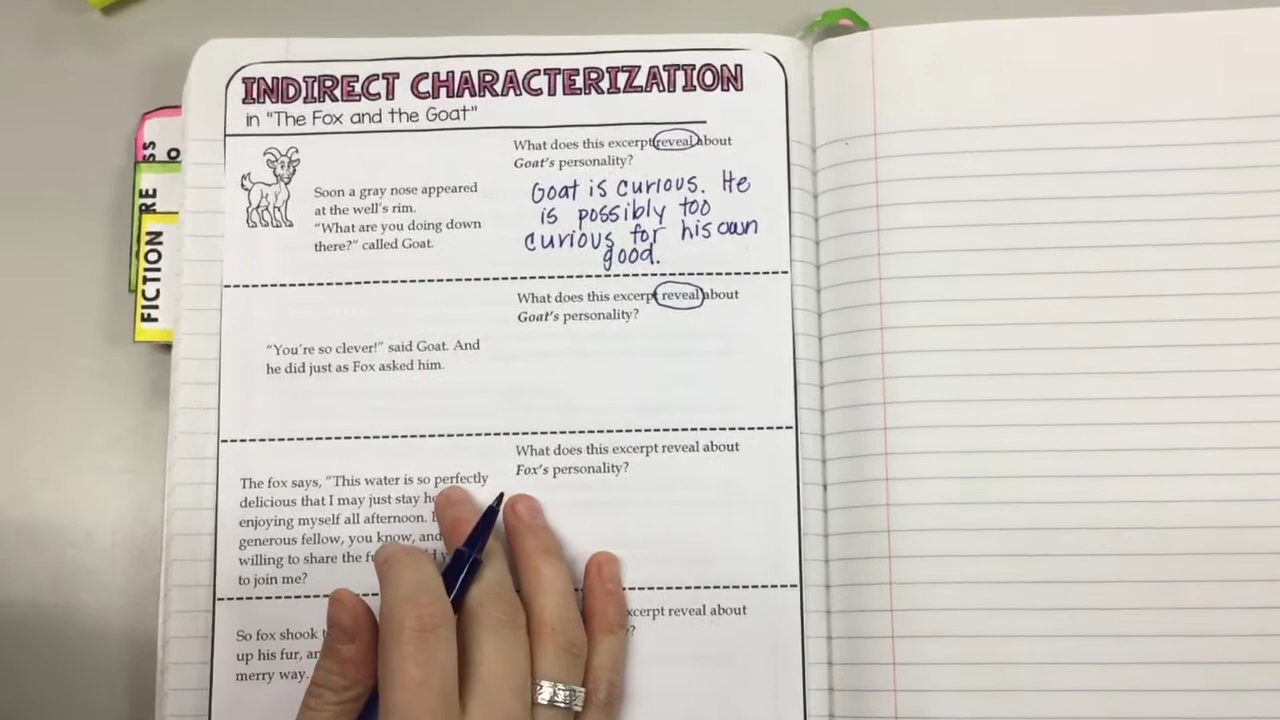 INDIRECT CHARACTERIZATION
in "The Fox and the Goat"
Soon a gray nose appeared
at the well's rim.
"What are you doing down
there?" called Goat.
What does this excerpt reveal about
Goat's personality?
Goat is curious. He
is possibly too
curious for his own
good.
"You're so clever!" said Goat. And
he did just as Fox asked him.
What does this excerpt reveal about
Goat's personality?
The fox says, "This water is so perfectly
delicious that I may just stay
enjoying myself all afternoon.
generous fellow, you know, and
willing to share the
to join me?
What does this excerpt reveal about
Fox's personality?
So fox shook
up his fur,
merry way.
excerpt reveal about
FICTION
RE
SS
O